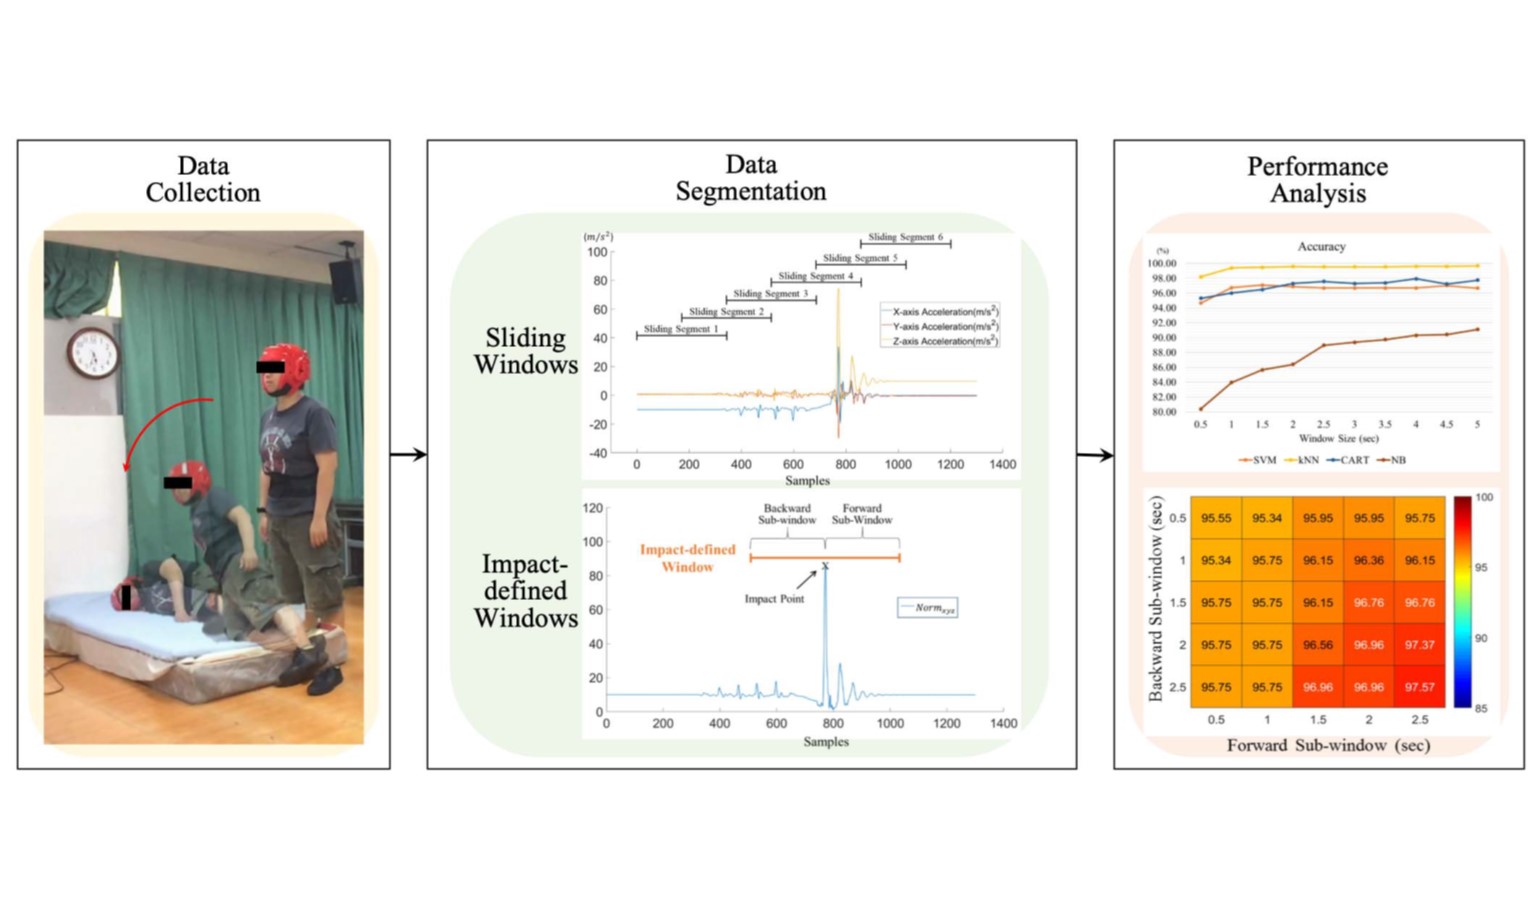 Data
Collection
Data
Segmentation
Sliding
Windows
(m/s²)
100
80
60
40
20
0
-20
-40
0
200
400
600
800
1000
1200
1400
Samples
Sliding Segment 1
Sliding Segment 2
Sliding Segment 3
Sliding Segment 4
Sliding Segment 5
Sliding Segment 6
X-axis Acceleration(m/s²)
Y-axis Acceleration(m/s²)
Z-axis Acceleration(m/s²)
Impact-
defined
Windows
120
100
80
60
40
20
0
0
200
400
600
800
1000
1200
1400
Samples
Backward
Sub-window
Forward
Sub-Window
Impact-defined
Window
Impact Point
Normxyz
Performance
Analysis
Accuracy
(%)
100.00
98.00
96.00
94.00
92.00
90.00
88.00
86.00
84.00
82.00
80.00
0.5 1 1.5 2 2.5 3 3.5 4 4.5 5
Window Size (sec)
SVM kNN CART NB
Backward Sub-window (sec)
0.5 95.55 95.34 95.95 95.95 95.75
1 95.34 95.75 96.15 96.36 96.15
1.5 95.75 95.75 96.15 96.76 96.76
2 95.75 95.75 96.56 96.96 97.37
2.5 95.75 95.75 96.96 96.96 97.57
0.5 1 1.5 2 2.5
Forward Sub-window (sec)
100
95
90
85